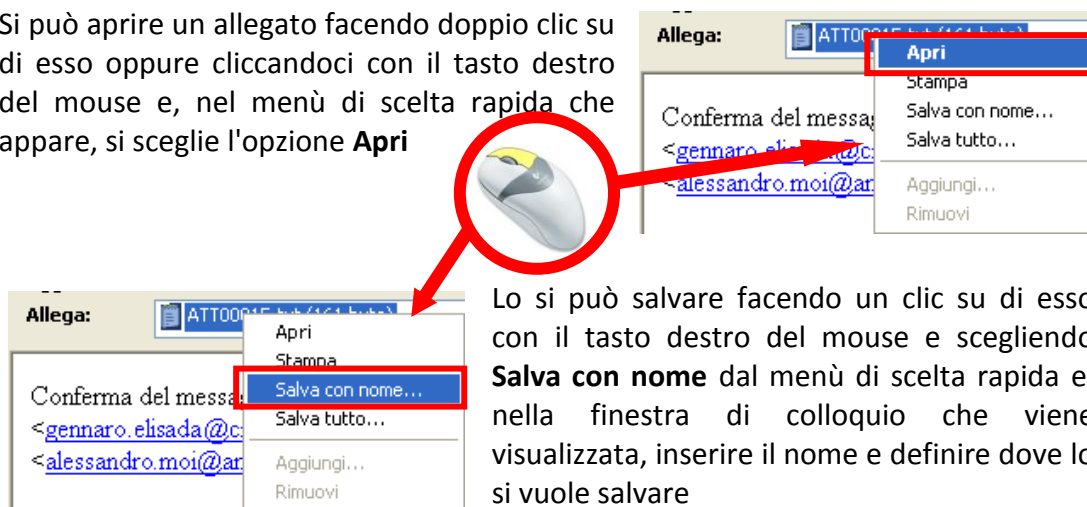 Si può aprire un allegato facendo doppio clic su
di esso oppure cliccandoci con il tasto destro
del mouse e, nel menù di scelta rapida che
appare, si sceglie l'opzione Apri
Allega:
Apri
Stampa
Salva con nome...
Salva tutto...
Aggiungi...
Rimuovi
Conferma del messag
<gennaro
<alessandro.moi@an
Allega:
Apri
Stampa
Salva con nome...
Salva tutto...
Aggiungi...
Rimuovi
Conferma del messa
<gennaro.elisada@c
<alessandro.moi@an
Lo si può salvare facendo un clic su di esso
con il tasto destro del mouse e scegliendo
Salva con nome dal menù di scelta rapida e
nella finestra di colloquio che viene
visualizzata, inserire il nome e definire dove lo
si vuole salvare